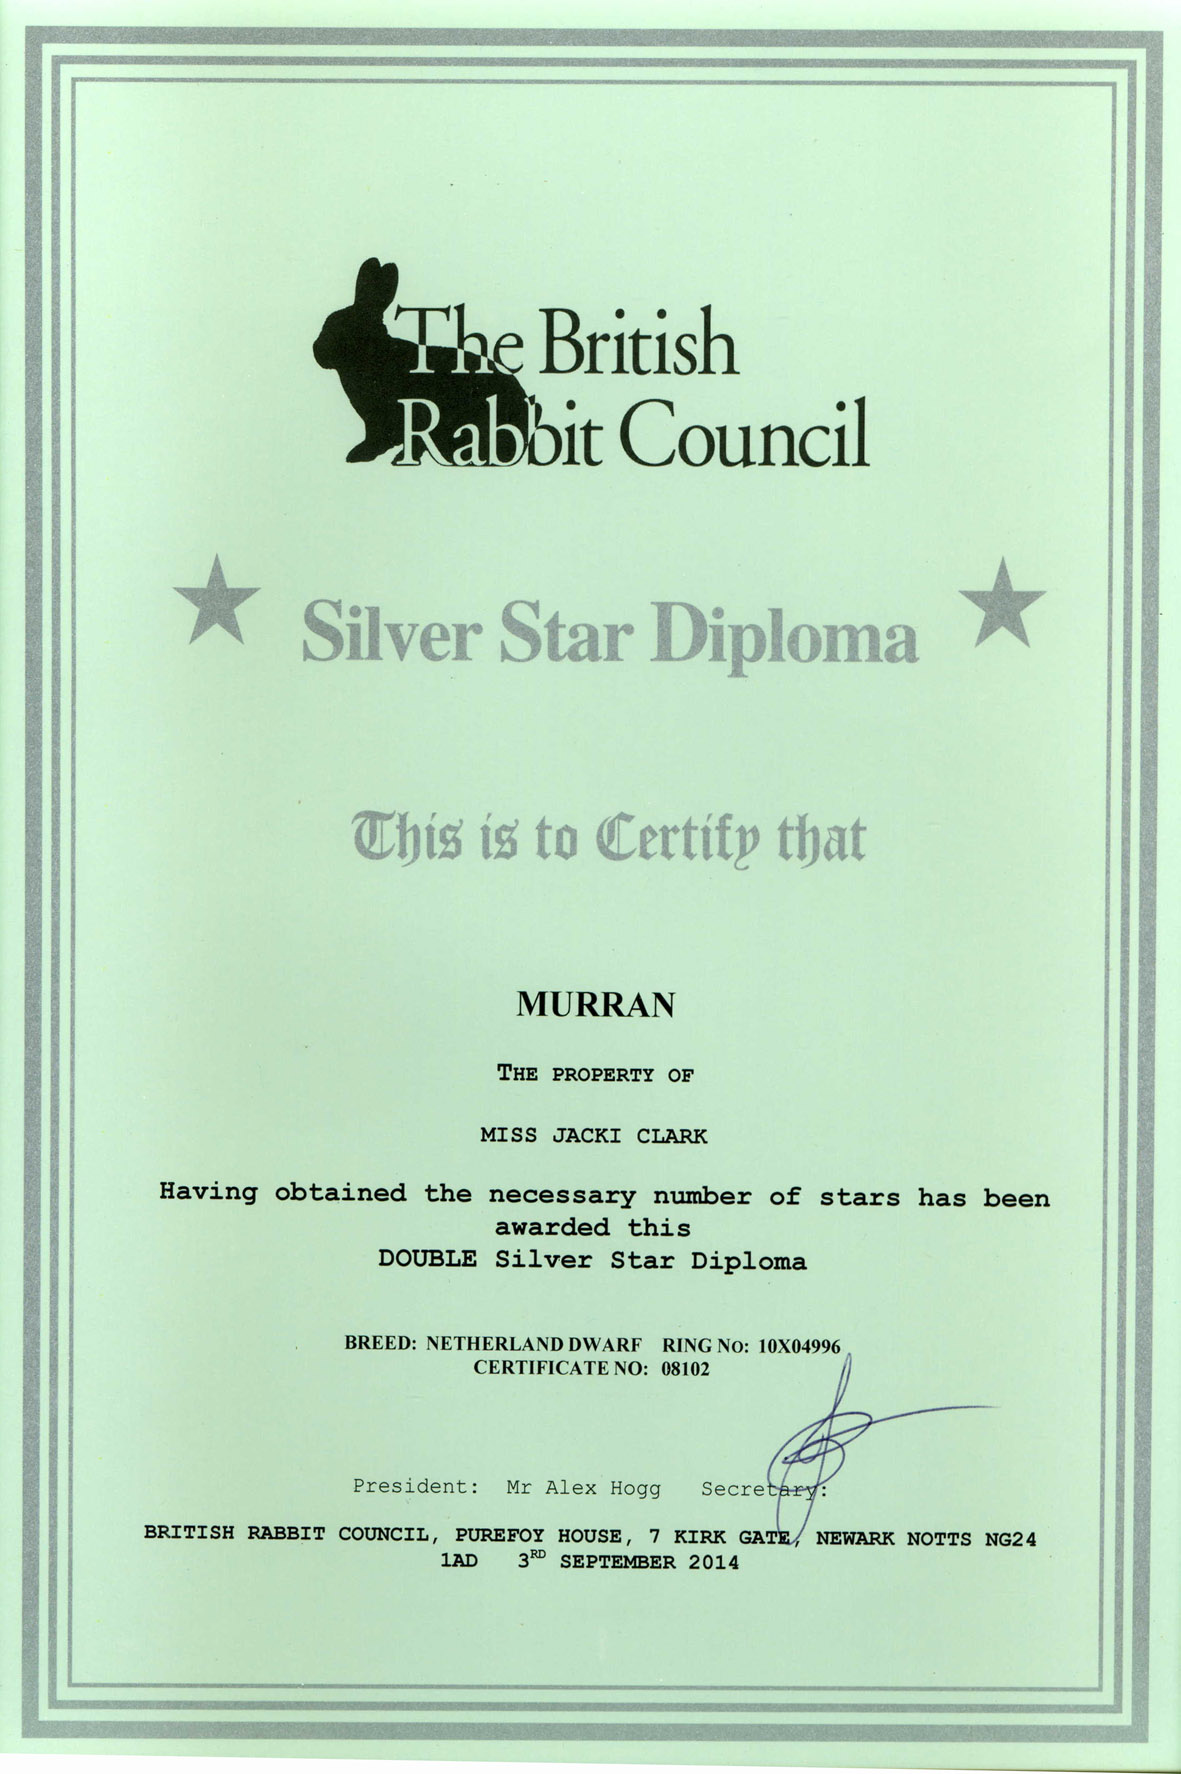 The British
Rabbit Council
Silver Star Diploma
This is to Certify that
MURRAN
THE PROPERTY OF
MISS JACKI CLARK
Having obtained the necessary number of stars has been
awarded this
DOUBLE Silver Star Diploma
BREED: NETHERLAND DWARF RING No: 10X04996
CERTIFICATE NO: 08102
President: Mr Alex Hogg Secretary:
BRITISH RABBIT COUNCIL, PUREFOY HOUSE, 7 KIRK GATE, NEWARK NOTTS NG24
1AD 3RD SEPTEMBER 2014